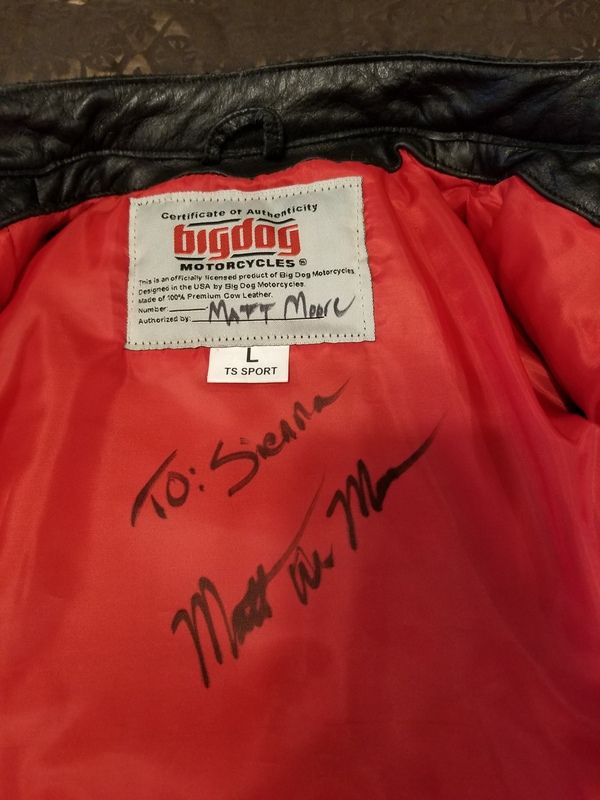 Certificate of Authenticity
bigdog
MOTORCYCLES®
This is an officially licensed product of Big Dog Motorcycles
Designed in the USA by Big Dog Motorcycles.
Made of 100% Premium Cow Leather.
Number
Authorized by: MATT Moore
L
TS SPORT
TO: Sienna
Matt W. Moore